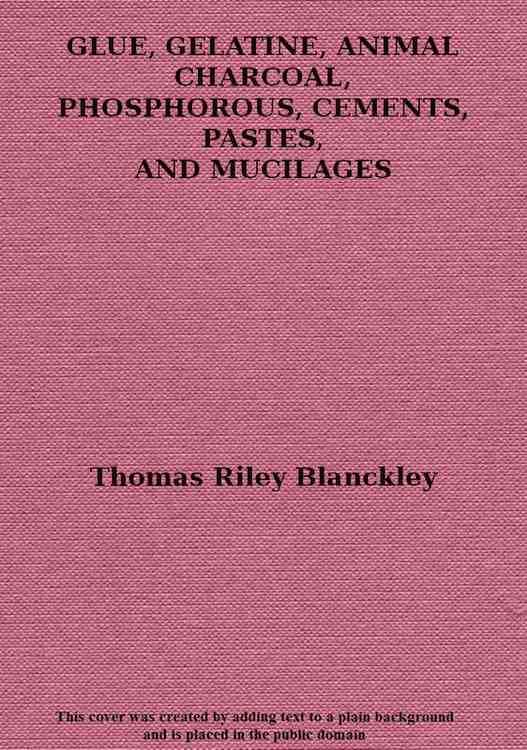 GLUE, GELATINE, ANIMAL
CHARCOAL,
PHOSPHOROUS, CEMENTS,
PASTES,
AND MUCILAGES
Thomas Riley Blanckley
This cover was created by adding text to a plain background
and is placed in the public domain